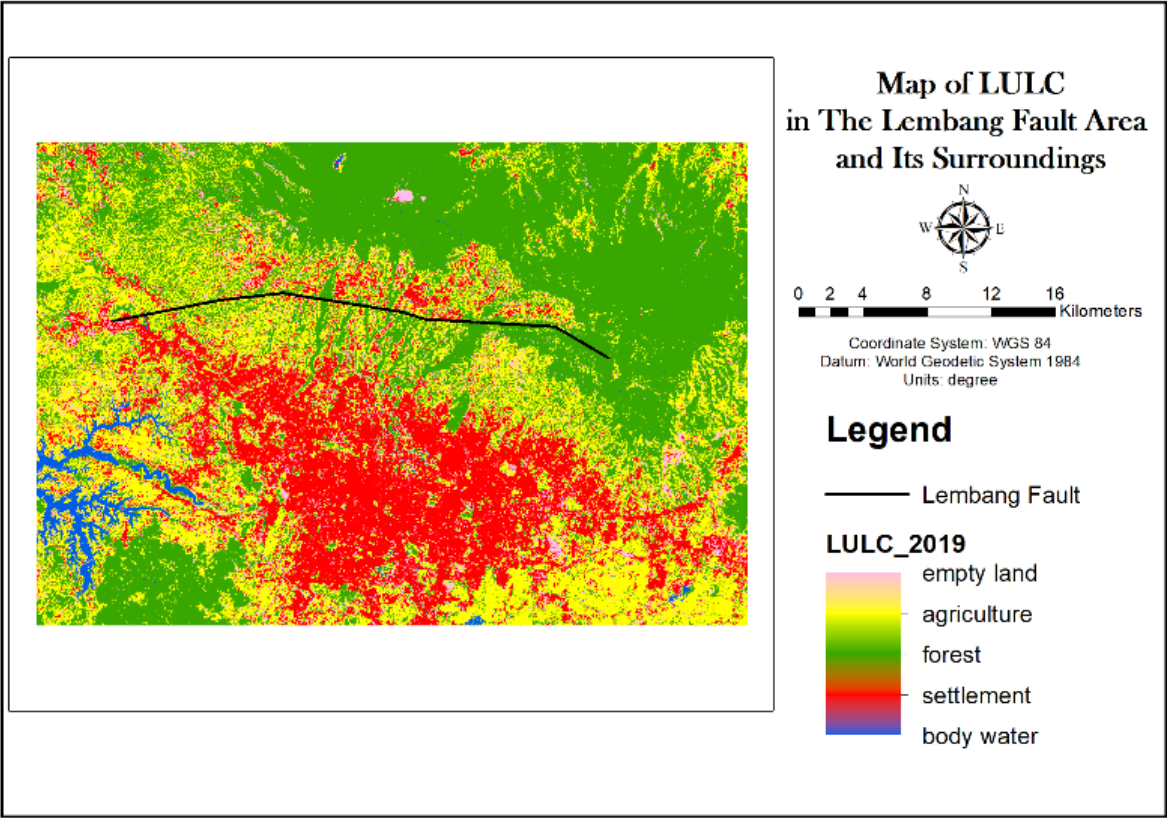 Map of LULC
in The Lembang Fault Area
and Its Surroundings
N
W E
S
0 2 4 8 12 16
Kilometers
Coordinate System: WGS 84
Datum: World Geodetic System 1984
Units: degree
Legend
Lembang Fault
LULC_2019
empty land
agriculture
forest
settlement
body water